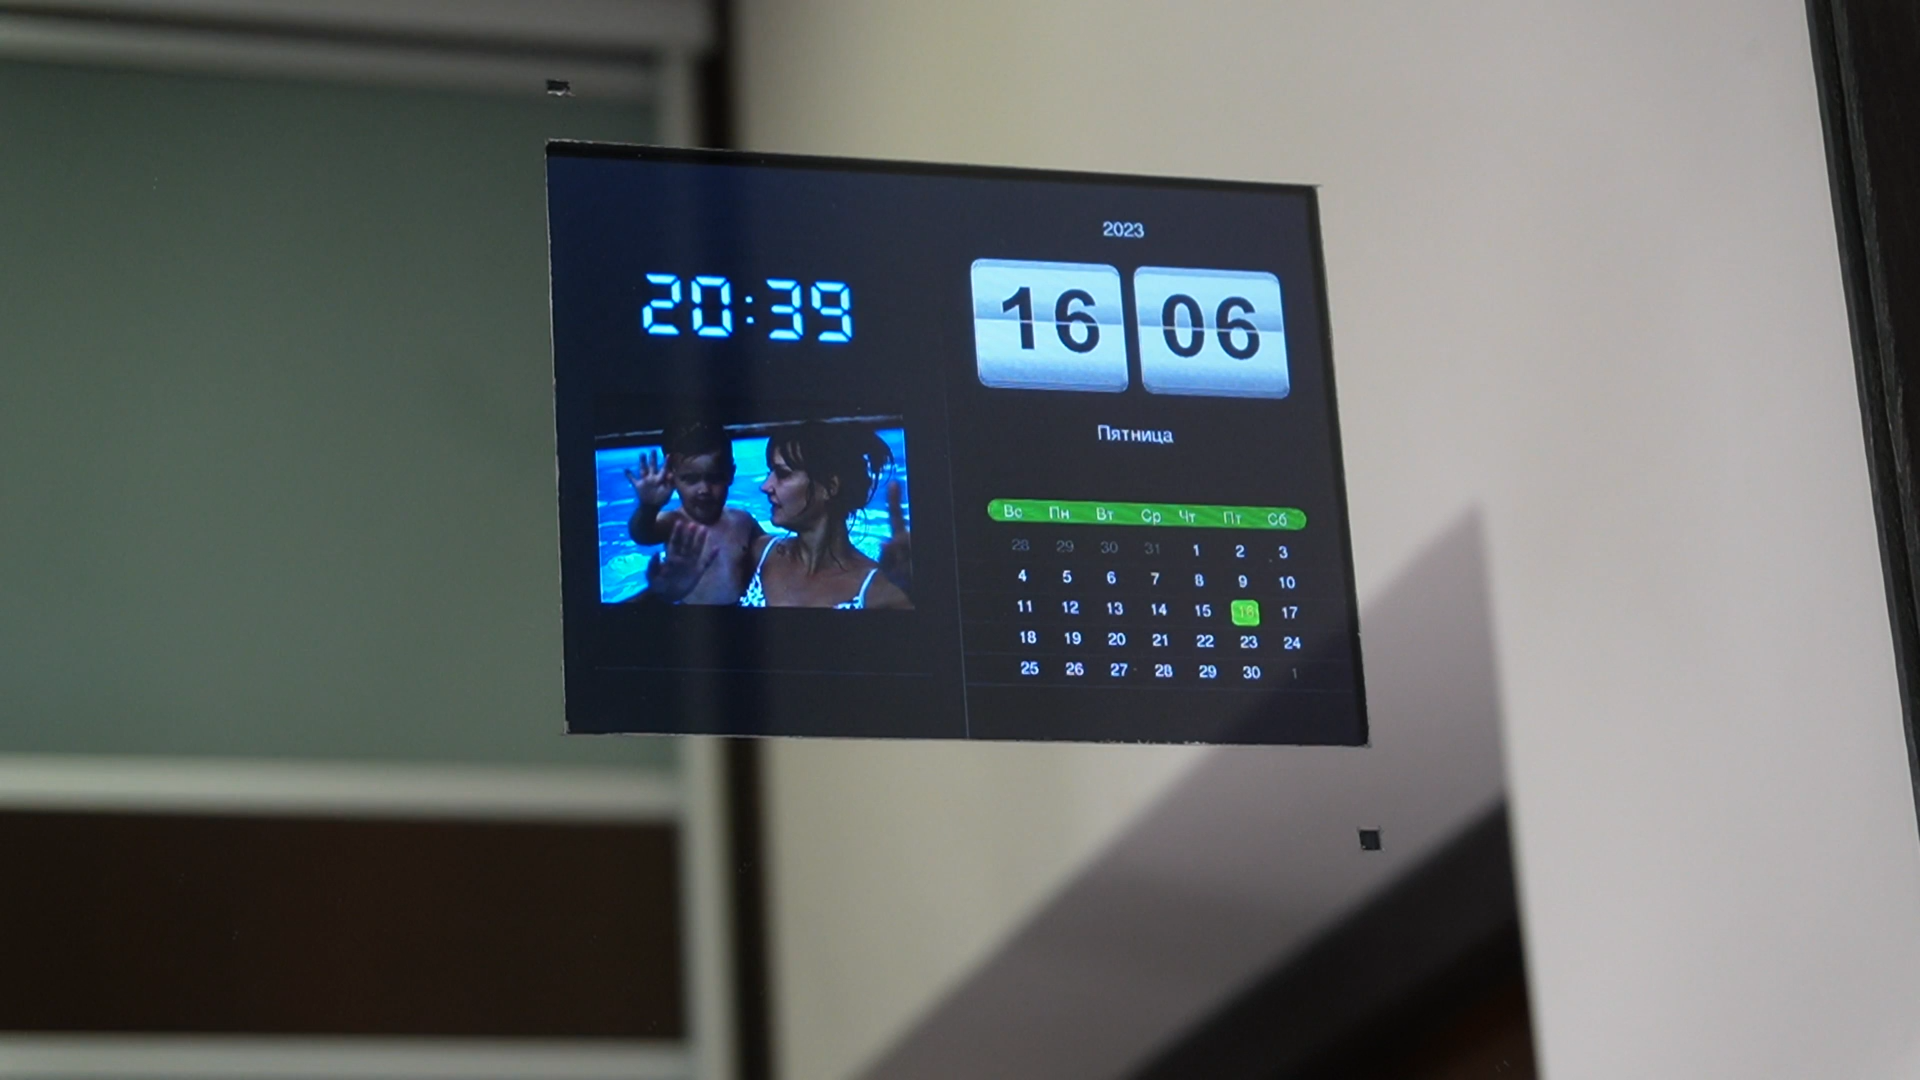 20:39
2023
16 06
Пятница
Вс Пн Вт Ср Чт Пт Сб
28 29 30 31 1 2 3
4 5 6 7 8 9 10
11 12 13 14 15 16 17
18 19 20 21 22 23 24
25 26 27 28 29 30 1